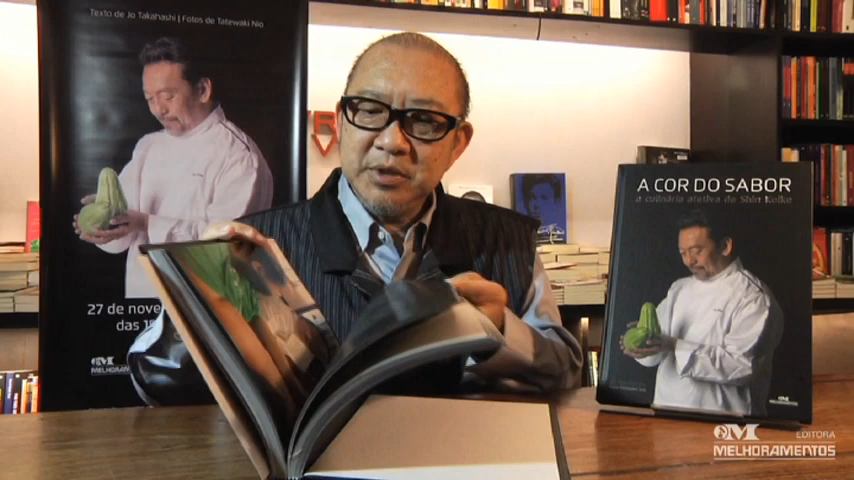 Texto de Jo Takahashi | Fotos de Tatewaki Nio
27 de nove
das 1
MELHORAMEN
A COR DO SABOR
a culinária afetiva de Shin Koike
MELHORAMENTOS
EDITORA
MELHORAMENTOS